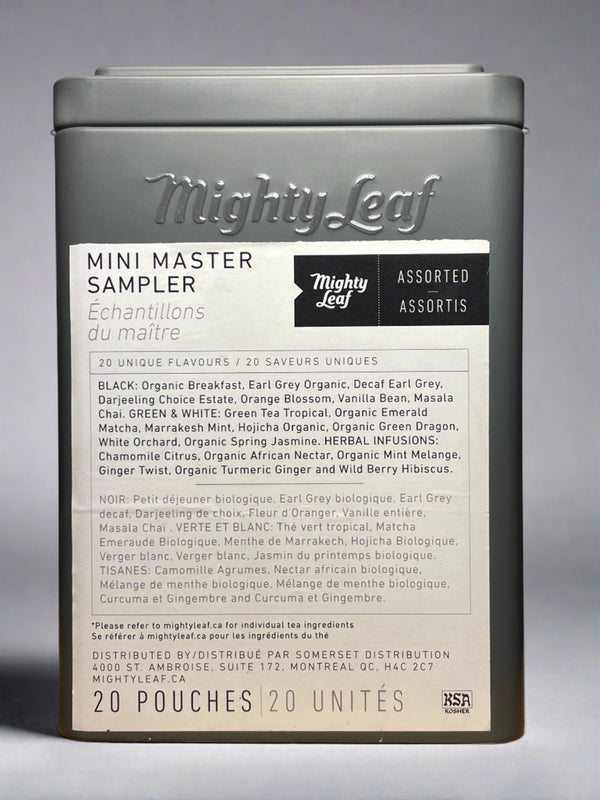 Mighty Leaf
MINI MASTER
SAMPLER
Échantillons
du maître
Mighty
Leaf
ASSORTED
ASSORTIS
20 UNIQUE FLAVOURS / 20 SAVEURS UNIQUES
BLACK: Organic Breakfast, Earl Grey Organic, Decaf Earl Grey,
Darjeeling Choice Estate, Orange Blossom, Vanilla Bean, Masala
Chai. GREEN & WHITE: Green Tea Tropical, Organic Emerald
Matcha, Marrakesh Mint, Hojicha Organic, Organic Green Dragon,
White Orchard, Organic Spring Jasmine. HERBAL INFUSIONS:
Chamomile Citrus, Organic African Nectar, Organic Mint Melange,
Ginger Twist, Organic Turmeric Ginger and Wild Berry Hibiscus.
NOIR: Petit déjeuner biologique, Earl Grey biologique, Earl Grey
decaf, Darjeeling de choix, Fleur d'Oranger, Vanille entière,
Masala Chaï . VERTE ET BLANC: Thé vert tropical, Matcha
Emeraude Biologique, Menthe de Marrakech, Hojicha Biologique,
Verger blanc, Verger blanc, Jasmin du printemps biologique.
TISANES: Camomille Agrumes, Nectar africain biologique,
Mélange de menthe biologique, Mélange de menthe biologique,
Curcuma et Gingembre and Curcuma et Gingembre.
*Please refer to mightyleaf.ca for individual tea ingredients
Se référer à mightyleaf.ca pour les ingrédients du thé
DISTRIBUTED BY/DISTRIBUÉ PAR SOMERSET DISTRIBUTION
4000 ST. AMBROISE, SUITE 172, MONTREAL QC, H4C 2C7
MIGHTYLEAF.CA
20 POUCHES | 20 UNITÉS
KSA
KOSHER